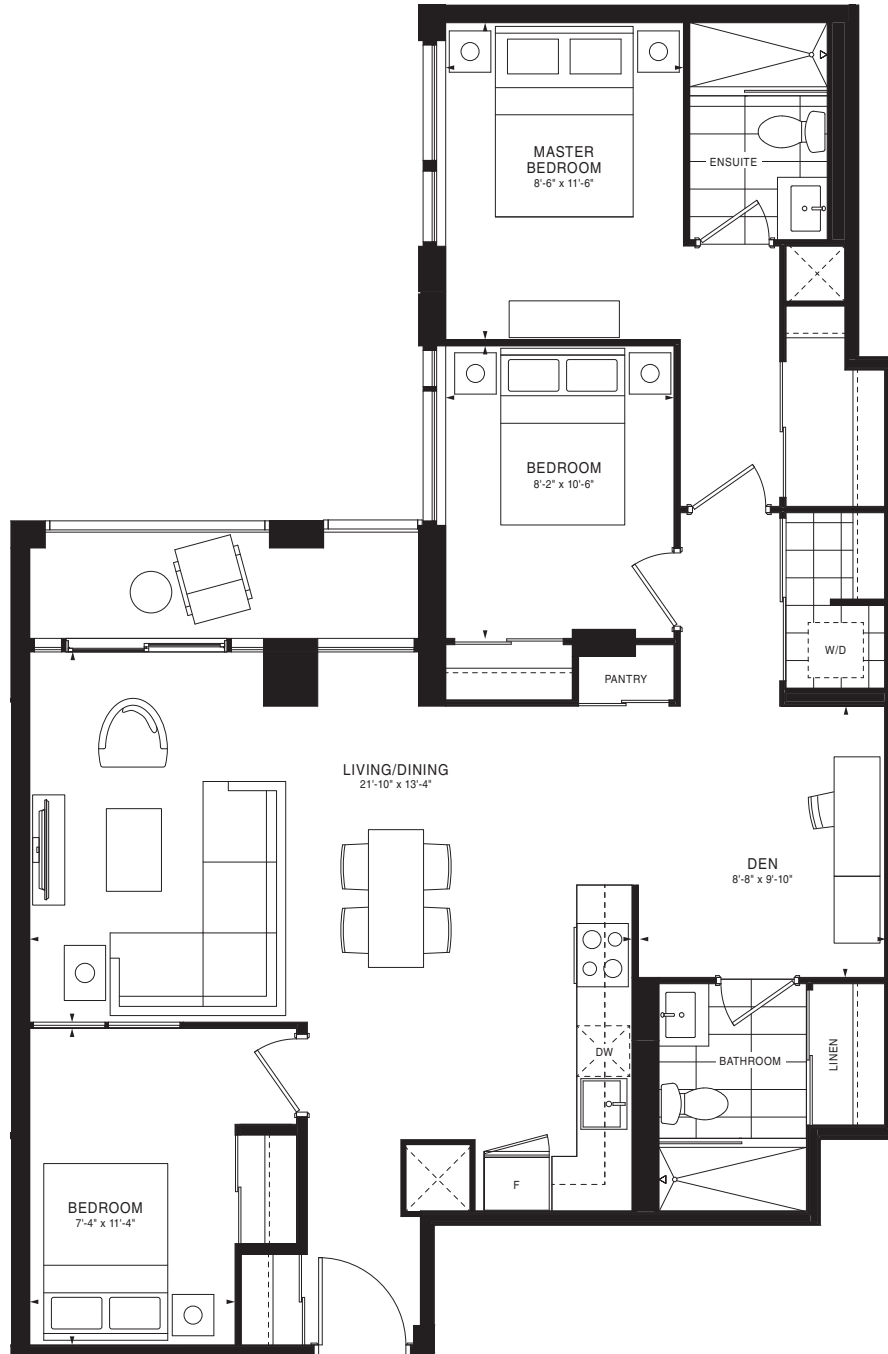 MASTER
BEDROOM
8'-6" x 11'-6"
ENSUITE
BEDROOM
8'-2" x 10'-6"
W/D
PANTRY
LIVING/DINING
21'-10" x 13'-4"
DEN
8'-8" x 9'-10"
DW
BATHROOM
LINEN
F
BEDROOM
7'-4" x 11'-4"